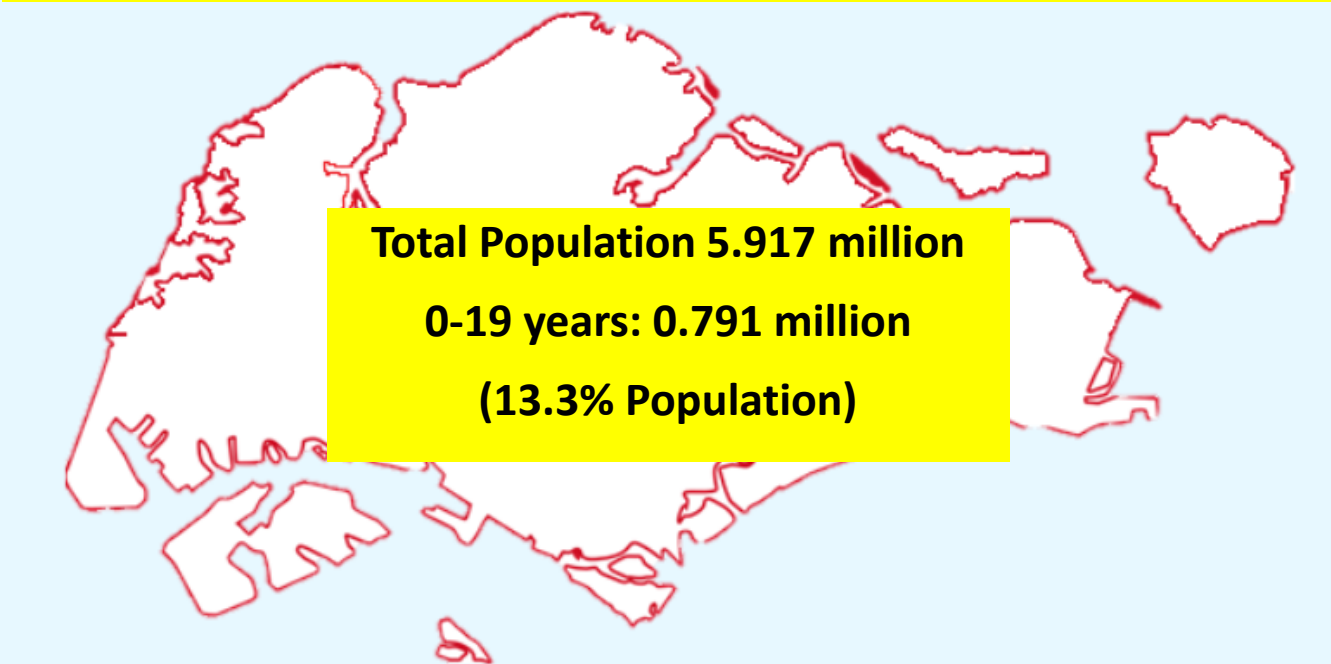 Total Population 5.917 million
0-19 years: 0.791 million
(13.3% Population)